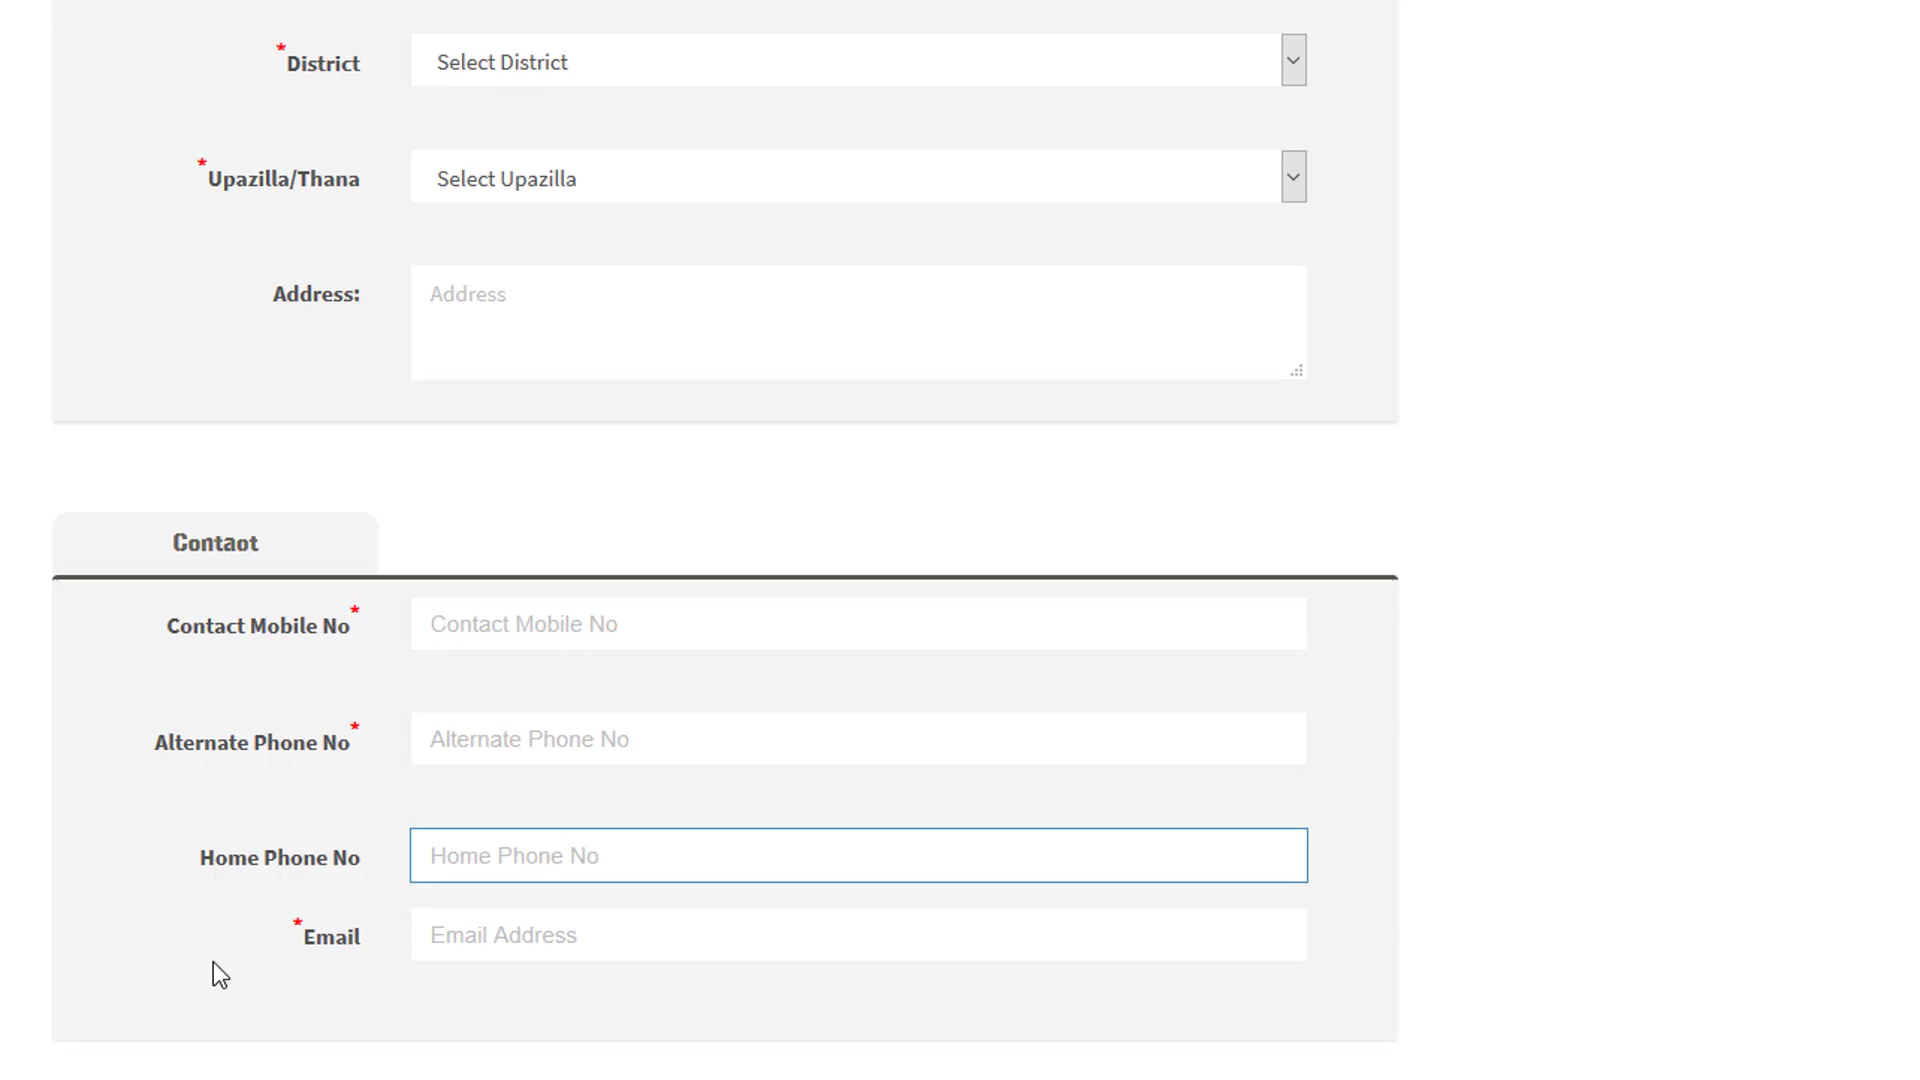 *District
Select District
*Upazilla/Thana
Select Upazilla
Address:
Address
Contact
Contact Mobile No*
Contact Mobile No
Alternate Phone No*
Alternate Phone No
Home Phone No
Home Phone No
*Email
Email Address